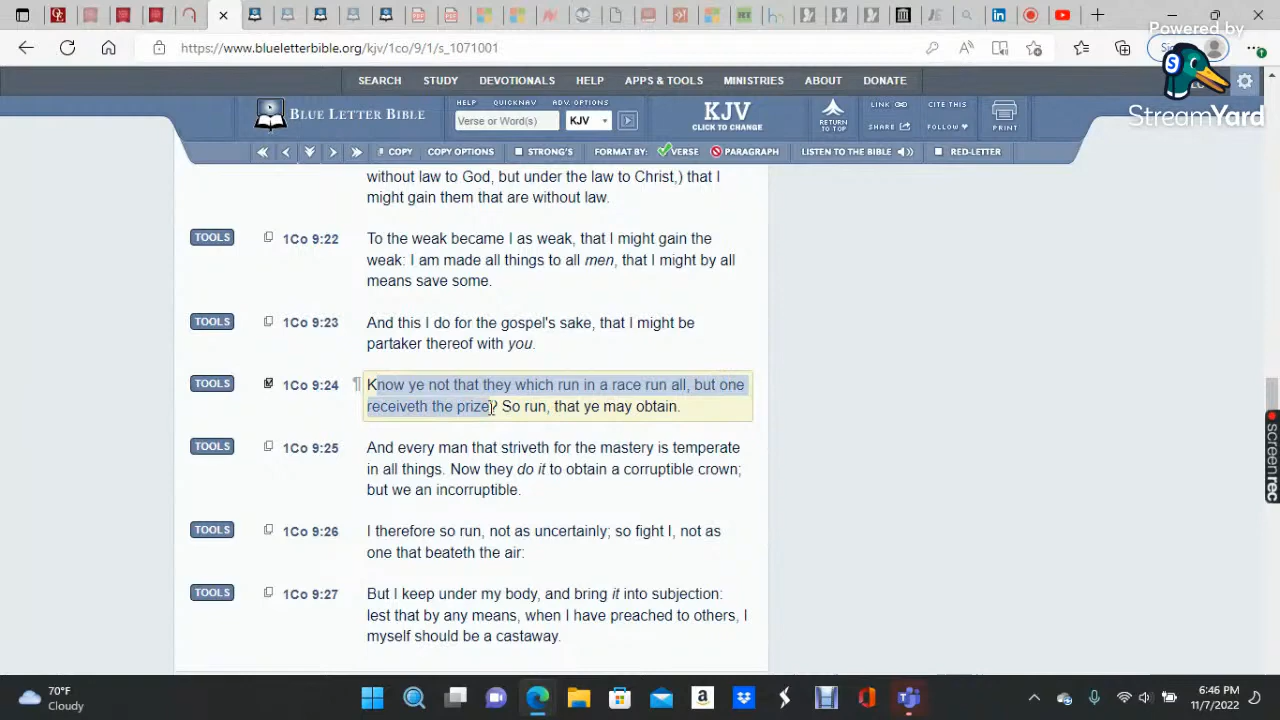 Powered by
StreamYard
https://www.blueletterbible.org/kjv/1co/9/1/s_1071001
SEARCH STUDY DEVOTIONALS HELP APPS & TOOLS MINISTRIES ABOUT DONATE
BLUE LETTER BIBLE
HELP QUICKNAV ADV. OPTIONS
Verse or Word(s) KJV
KJV
CLICK TO CHANGE
RETURN
TO TOP
LINK CITE THIS
SHARE FOLLOW
PRINT
COPY COPY OPTIONS STRONG'S FORMAT BY: VERSE PARAGRAPH LISTEN TO THE BIBLE RED-LETTER
without law to God, but under the law to Christ,) that I
might gain them that are without law.
TOOLS 1Co 9:22 To the weak became I as weak, that I might gain the
weak: I am made all things to all men, that I might by all
means save some.
TOOLS 1Co 9:23 And this I do for the gospel's sake, that I might be
partaker thereof with you.
TOOLS 1Co 9:24 ¶ Know ye not that they which run in a race run all, but one
receiveth the prize? So run, that ye may obtain.
TOOLS 1Co 9:25 And every man that striveth for the mastery is temperate
in all things. Now they do it to obtain a corruptible crown;
but we an incorruptible.
TOOLS 1Co 9:26 I therefore so run, not as uncertainly; so fight I, not as
one that beateth the air:
TOOLS 1Co 9:27 But I keep under my body, and bring it into subjection:
lest that by any means, when I have preached to others, I
myself should be a castaway.
screenrec
70°F
Cloudy
6:46 PM
11/7/2022